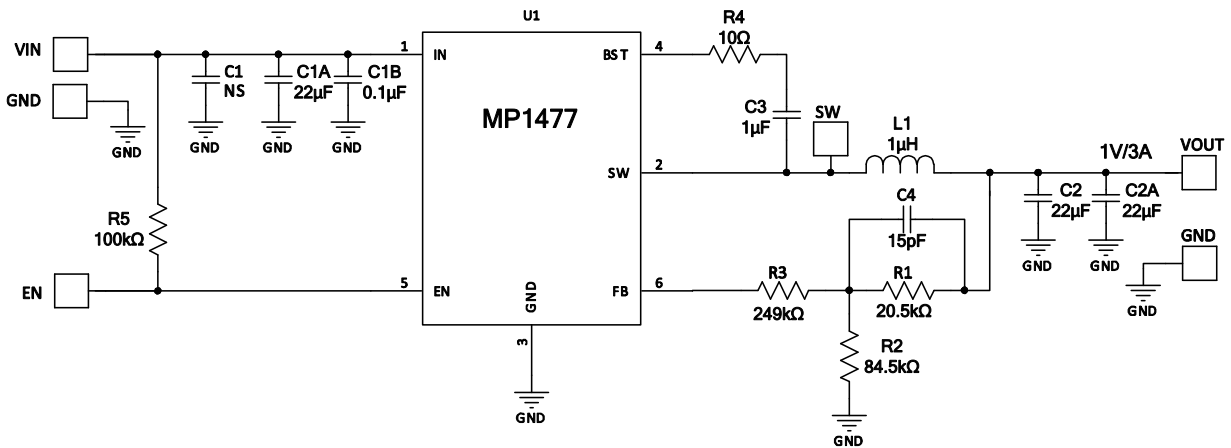 U1
VIN
GND
GND
C1
NS
GND
C1A
22µF
GND
C1B
0.1µF
GND
R5
100kΩ
EN
1
IN
5
EN
MP1477
GND
3
GND
BST
4
SW
2
FB
6
R4
10Ω
C3
1µF
SW
L1
1µH
C4
15pF
R3
249kΩ
R1
20.5kΩ
R2
84.5kΩ
GND
1V/3A
VOUT
C2
22µF
GND
C2A
22µF
GND
GND
GND